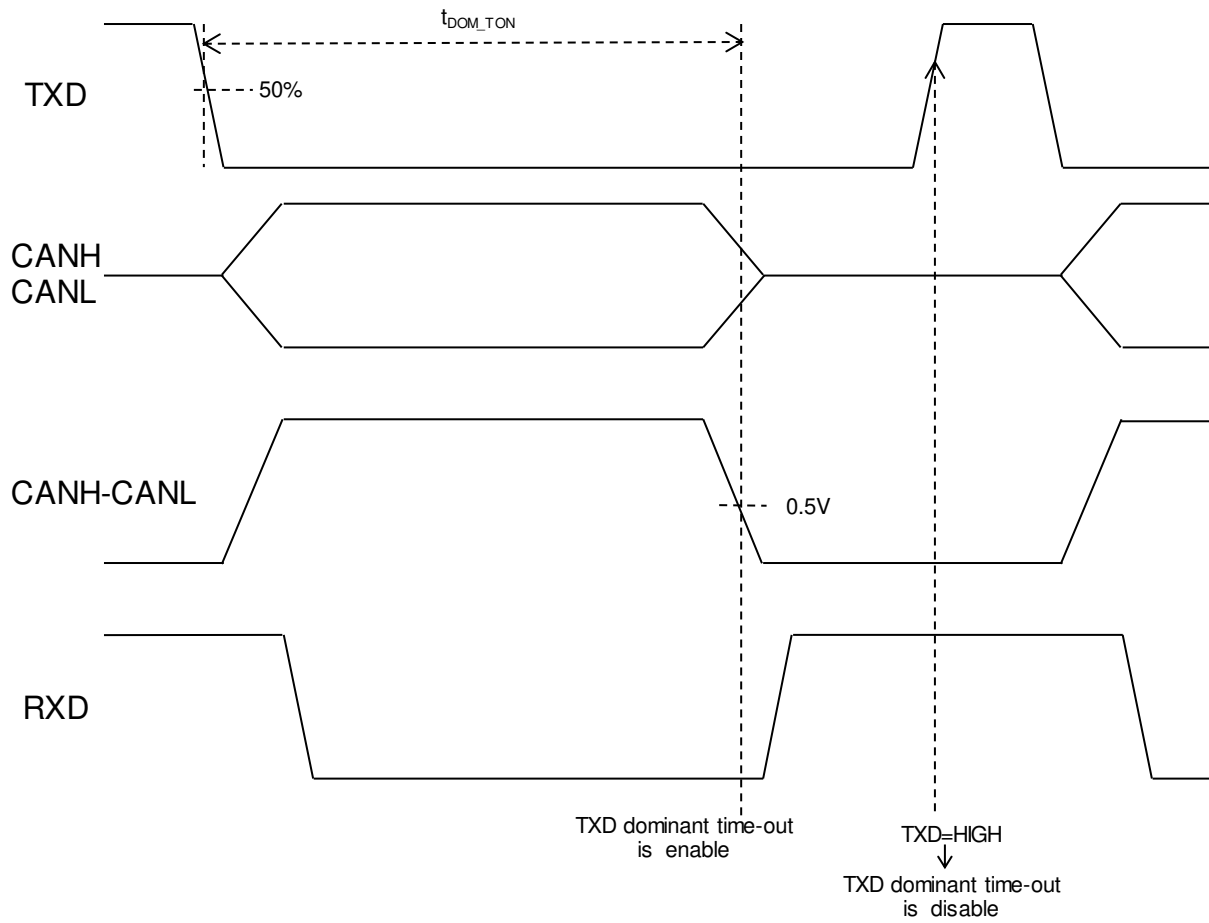 tDOM_TON
TXD
50%
CANH
CANL
CANH-CANL
0.5V
RXD
TXD dominant time-out
is enable
TXD=HIGH
TXD dominant time-out
is disable